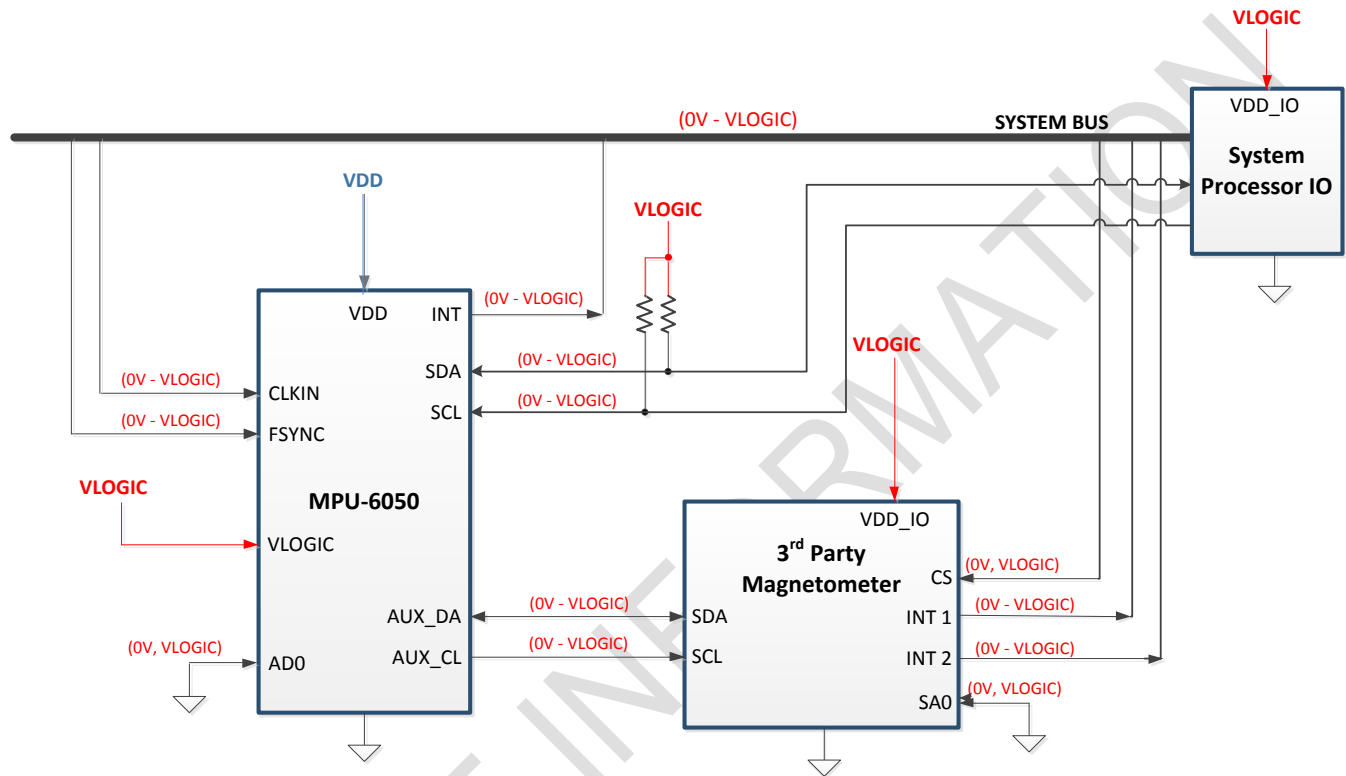 VLOGIC
VDD_IO
System
Processor IO
(0V - VLOGIC)
SYSTEM BUS
VDD
VLOGIC
VDD
INT
(0V - VLOGIC)
SDA
(0V - VLOGIC)
SCL
(0V - VLOGIC)
(0V - VLOGIC)
CLKIN
(0V - VLOGIC)
FSYNC
MPU-6050
VLOGIC
VLOGIC
AUX_DA
(0V - VLOGIC)
AUX_CL
(0V - VLOGIC)
(0V, VLOGIC)
AD0
VLOGIC
VDD_IO
3rd Party
Magnetometer
SDA
SCL
CS
(0V, VLOGIC)
INT 1
(0V - VLOGIC)
INT 2
(0V - VLOGIC)
SA0
(0V, VLOGIC)
INFORMATION